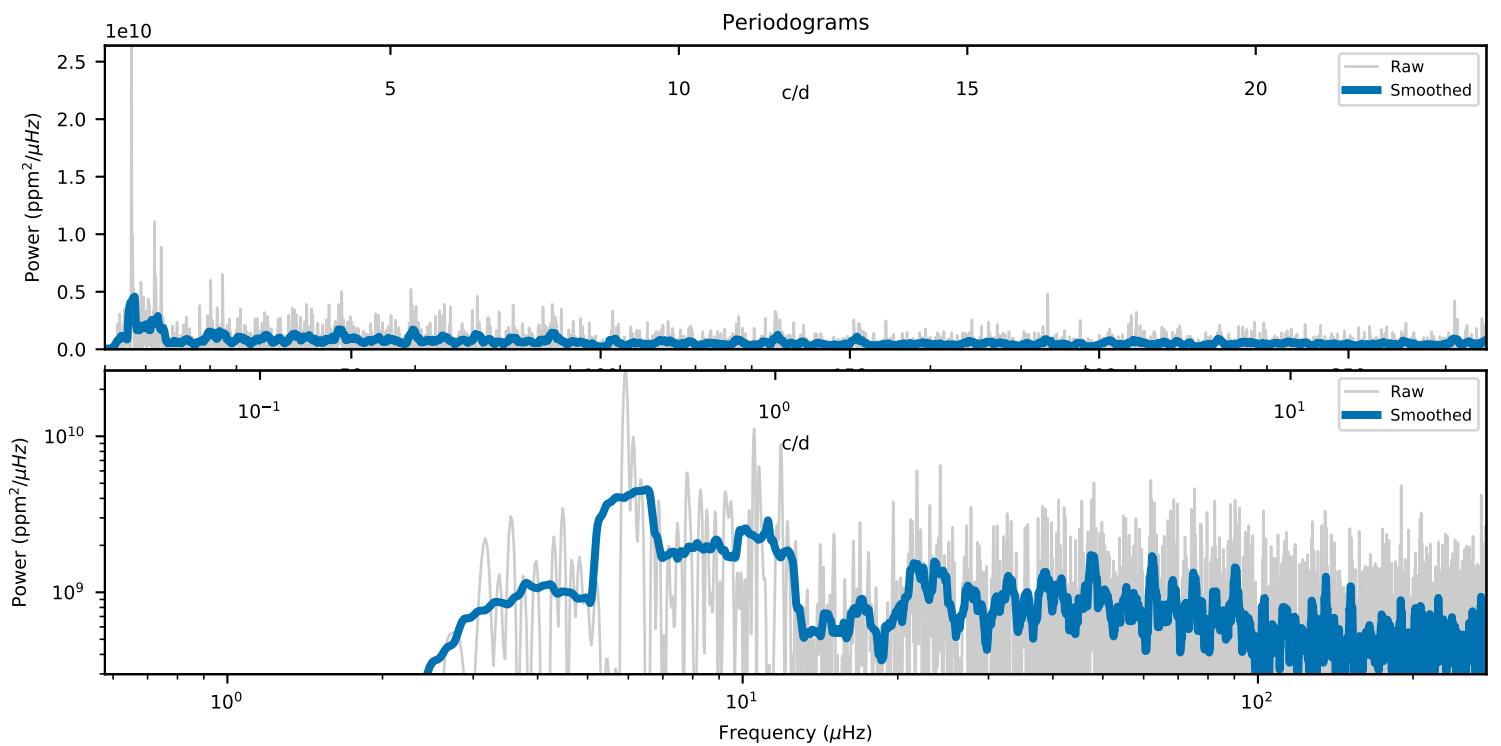 Periodograms
1e10
2.5
2.0
1.5
1.0
0.5
0.0
Power (ppm²/μHz)
5 10 15 20
c/d
Raw
Smoothed
10⁻¹ 10⁰ 10¹
c/d
Raw
Smoothed
10¹⁰
10⁹
Power (ppm²/μHz)
10⁰ 10¹ 10²
Frequency (μHz)